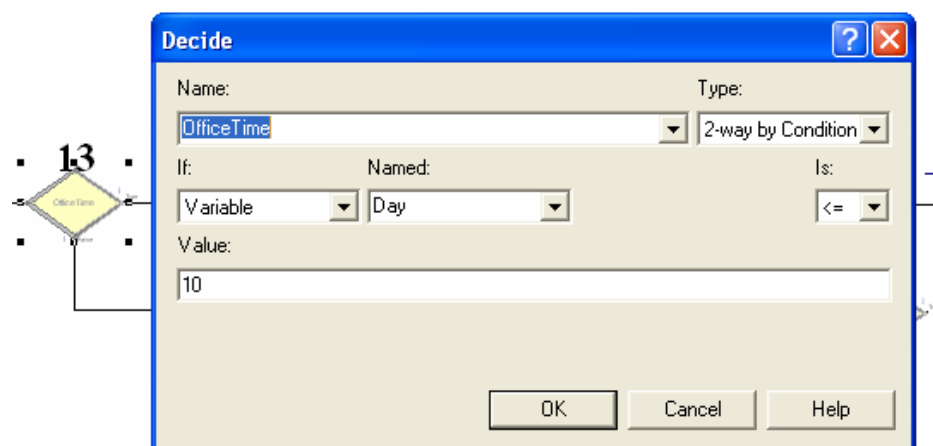 Decide
Name:
Type:
OfficeTime
2-way by Condition
13
If:
Named:
Is:
OfficeTime
Variable
Day
<=
Value:
10
OK
Cancel
Help